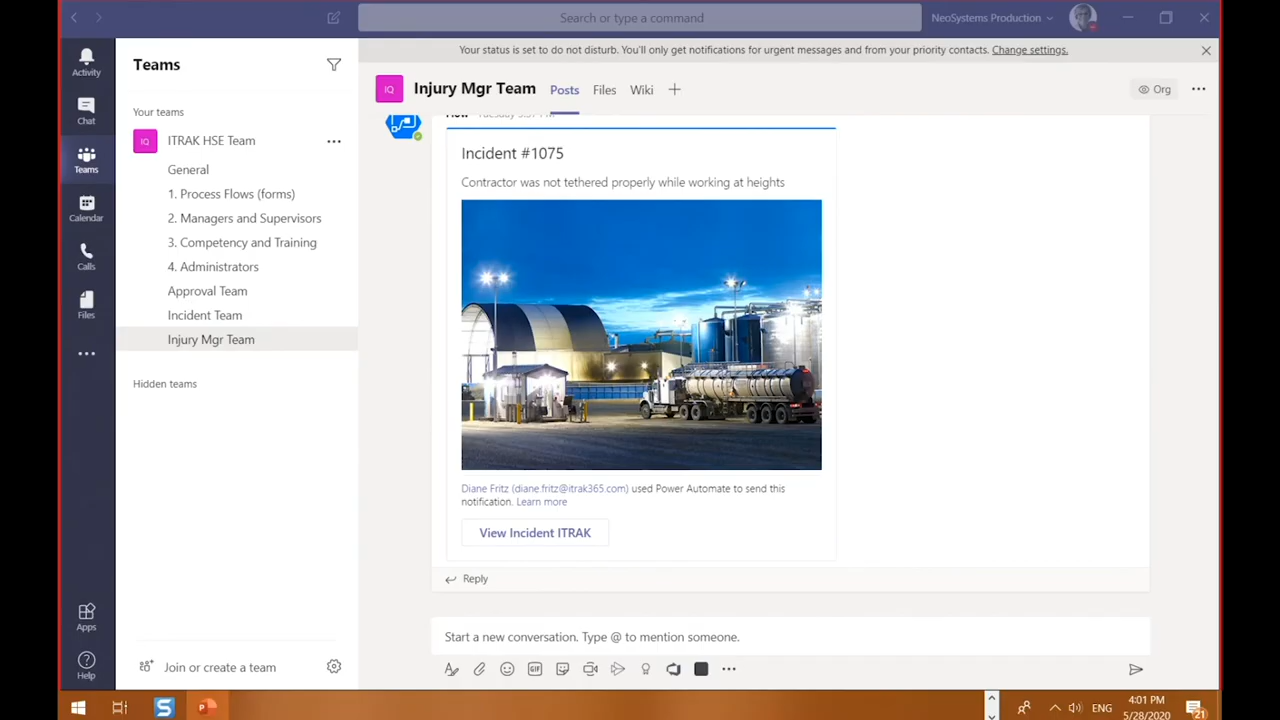 Search or type a command
NeoSystems Production
Your status is set to do not disturb. You'll only get notifications for urgent messages and from your priority contacts. Change settings.
Activity
Chat
Teams
Calendar
Calls
Files
Apps
Help
Teams
Your teams
IQ ITRAK HSE Team
General
1. Process Flows (forms)
2. Managers and Supervisors
3. Competency and Training
4. Administrators
Approval Team
Incident Team
Injury Mgr Team
Hidden teams
Join or create a team
IQ Injury Mgr Team Posts Files Wiki Org
Incident #1075
Contractor was not tethered properly while working at heights
Diane Fritz (diane.fritz@itrak365.com) used Power Automate to send this
notification. Learn more
View Incident ITRAK
Reply
Start a new conversation. Type @ to mention someone.
GIF
ENG
4:01 PM
5/28/2020
21